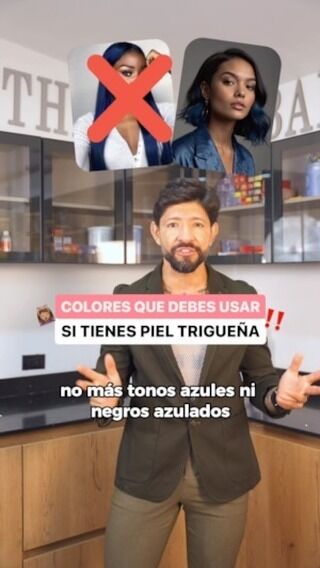 TH
BA
COLORES QUE DEBES USAR
SI TIENES PIEL TRIGUEÑA
no más tonos azules ni
negros azulados